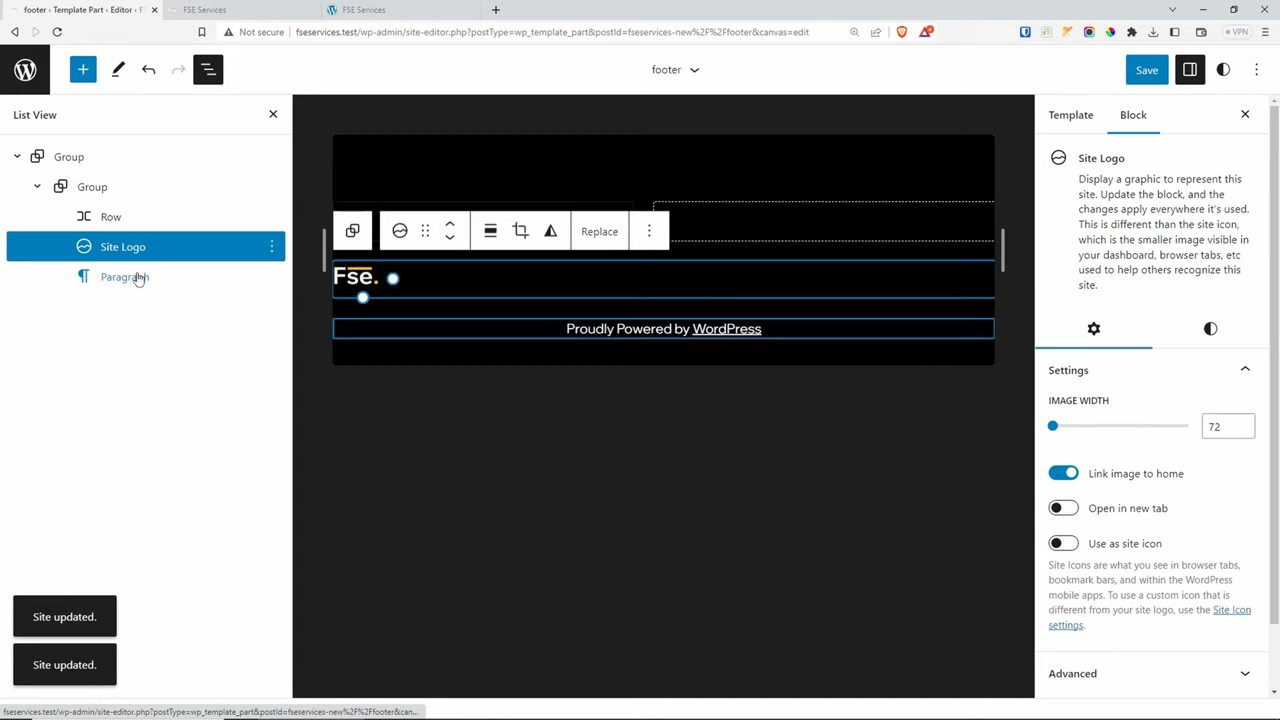 footer › Template Part ‹ Editor ‹ F
FSE Services
FSE Services
Not secure
fseservices.test/wp-admin/site-editor.php?postType=wp_template_part&postId=fseservices-new%2F%2Ffooter&canvas=edit
VPN
footer
Save
List View
Template
Block
Group
Group
Row
Site Logo
Paragraph
Replace
Fse.
Proudly Powered by WordPress
Site Logo
Display a graphic to represent this
site. Update the block, and the
changes apply everywhere it's used.
This is different than the site icon,
which is the smaller image visible in
your dashboard, browser tabs, etc
used to help others recognize this
site.
Settings
IMAGE WIDTH
72
Link image to home
Open in new tab
Use as site icon
Site Icons are what you see in browser tabs,
bookmark bars, and within the WordPress
mobile apps. To use a custom icon that is
different from your site logo, use the Site Icon
settings.
Advanced
Site updated.
Site updated.
fseservices.test/wp-admin/site-editor.php?postType=wp_template_part&postId=fseservices-new%2F%2Ffooter&can...